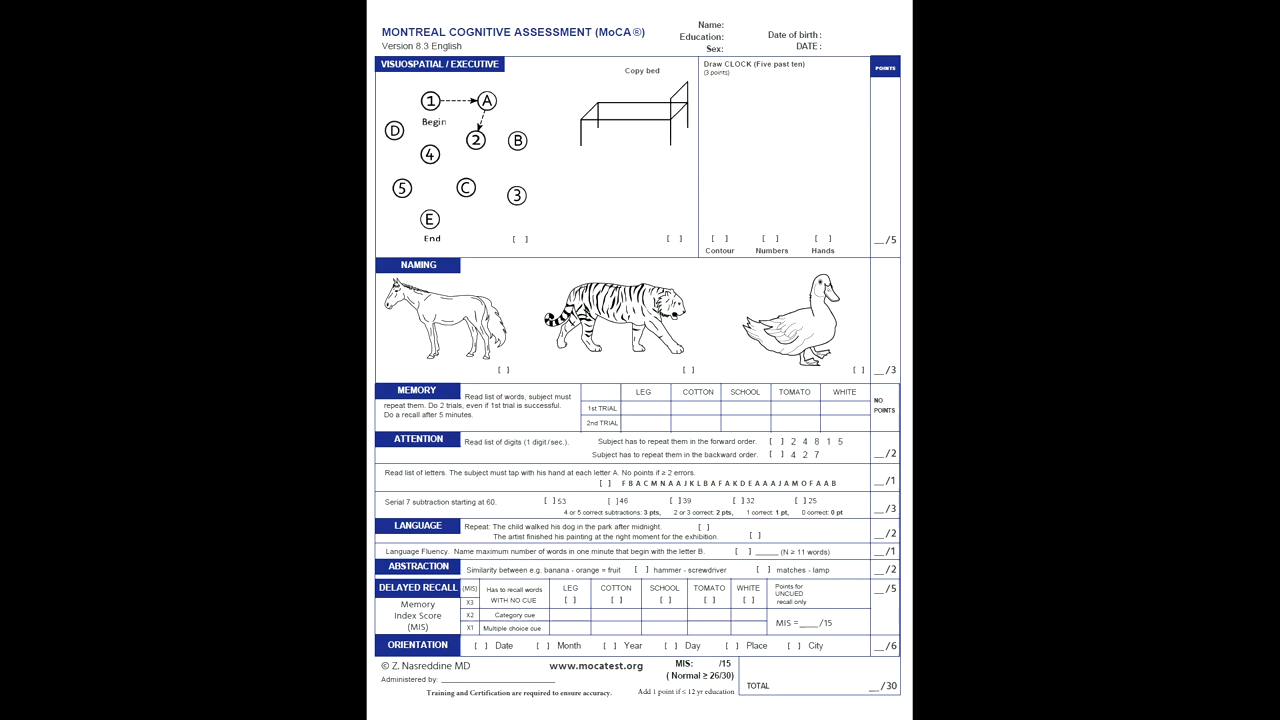 MONTREAL COGNITIVE ASSESSMENT (MoCA®)
Version 8.3 English
Name:
Education:
Sex:
Date of birth :
DATE :
VISUOSPATIAL / EXECUTIVE
Copy bed
Draw CLOCK (Five past ten)
(3 points)
POINTS
1 A
Begin
D 2 B
4
5 C 3
E
End
[ ] [ ] [ ] [ ] [ ]
Contour Numbers Hands
__/5
NAMING
[ ] [ ] [ ] __/3
MEMORY
Read list of words, subject must
repeat them. Do 2 trials, even if 1st trial is successful.
Do a recall after 5 minutes.
LEG COTTON SCHOOL TOMATO WHITE
1st TRIAL
2nd TRIAL
NO
POINTS
ATTENTION
Read list of digits (1 digit/sec.). Subject has to repeat them in the forward order. [ ] 2 4 8 1 5
Subject has to repeat them in the backward order. [ ] 4 2 7 __/2
Read list of letters. The subject must tap with his hand at each letter A. No points if ≥ 2 errors.
[ ] F B A C M N A A J K L B A F A K D E A A A J A M O F A A B __/1
Serial 7 subtraction starting at 60. [ ] 53 [ ] 46 [ ] 39 [ ] 32 [ ] 25
4 or 5 correct subtractions: 3 pts, 2 or 3 correct: 2 pts, 1 correct: 1 pt, 0 correct: 0 pt __/3
LANGUAGE
Repeat: The child walked his dog in the park after midnight. [ ]
The artist finished his painting at the right moment for the exhibition. [ ] __/2
Language Fluency. Name maximum number of words in one minute that begin with the letter B. [ ] _____ (N ≥ 11 words) __/1
ABSTRACTION
Similarity between e.g. banana - orange = fruit [ ] hammer - screwdriver [ ] matches - lamp __/2
DELAYED RECALL
Memory
Index Score
(MIS)
(MIS) Has to recall words LEG COTTON SCHOOL TOMATO WHITE
X3 WITH NO CUE [ ] [ ] [ ] [ ] [ ]
X2 Category cue
X1 Multiple choice cue
Points for
UNCUED
recall only
MIS = ____ /15
__/5
ORIENTATION
[ ] Date [ ] Month [ ] Year [ ] Day [ ] Place [ ] City __/6
© Z. Nasreddine MD www.mocatest.org MIS: /15
( Normal ≥ 26/30)
Administered by: ____________________
Training and Certification are required to ensure accuracy. Add 1 point if ≤ 12 yr education
TOTAL __/30